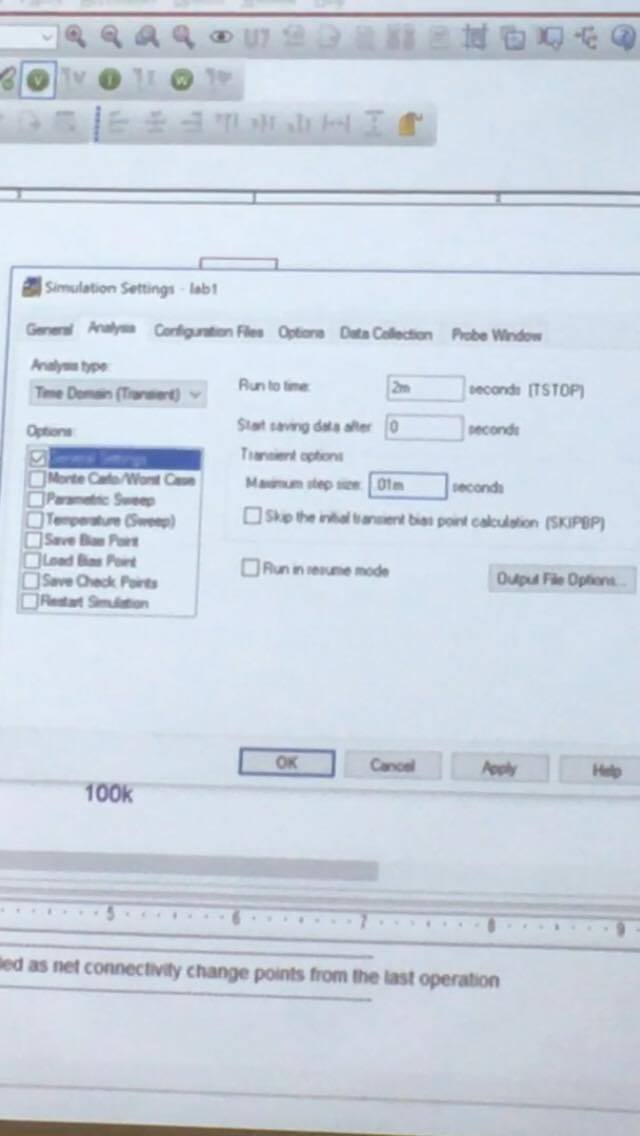 Simulation Settings - lab1
General Analysis Configuration Files Options Data Collection Probe Window
Analysis type:
Time Domain (Transient)
Options:
General Settings
Monte Carlo/Worst Case
Parametric Sweep
Temperature (Sweep)
Save Bias Point
Load Bias Point
Save Check Points
Restart Simulation
Run to time: 2m seconds (TSTOP)
Start saving data after: 0 seconds
Transient options
Maximum step size: .01m seconds
Skip the initial transient bias point calculation (SKIPBP)
Run in resume mode
Output File Options...
OK Cancel Apply Help
100k
5 6 7 8 9
as net connectivity change points from the last operation